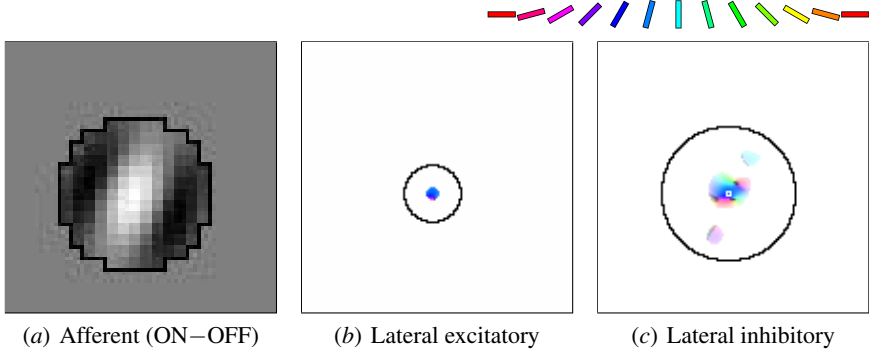 (a) Afferent (ON−OFF) (b) Lateral excitatory (c) Lateral inhibitory